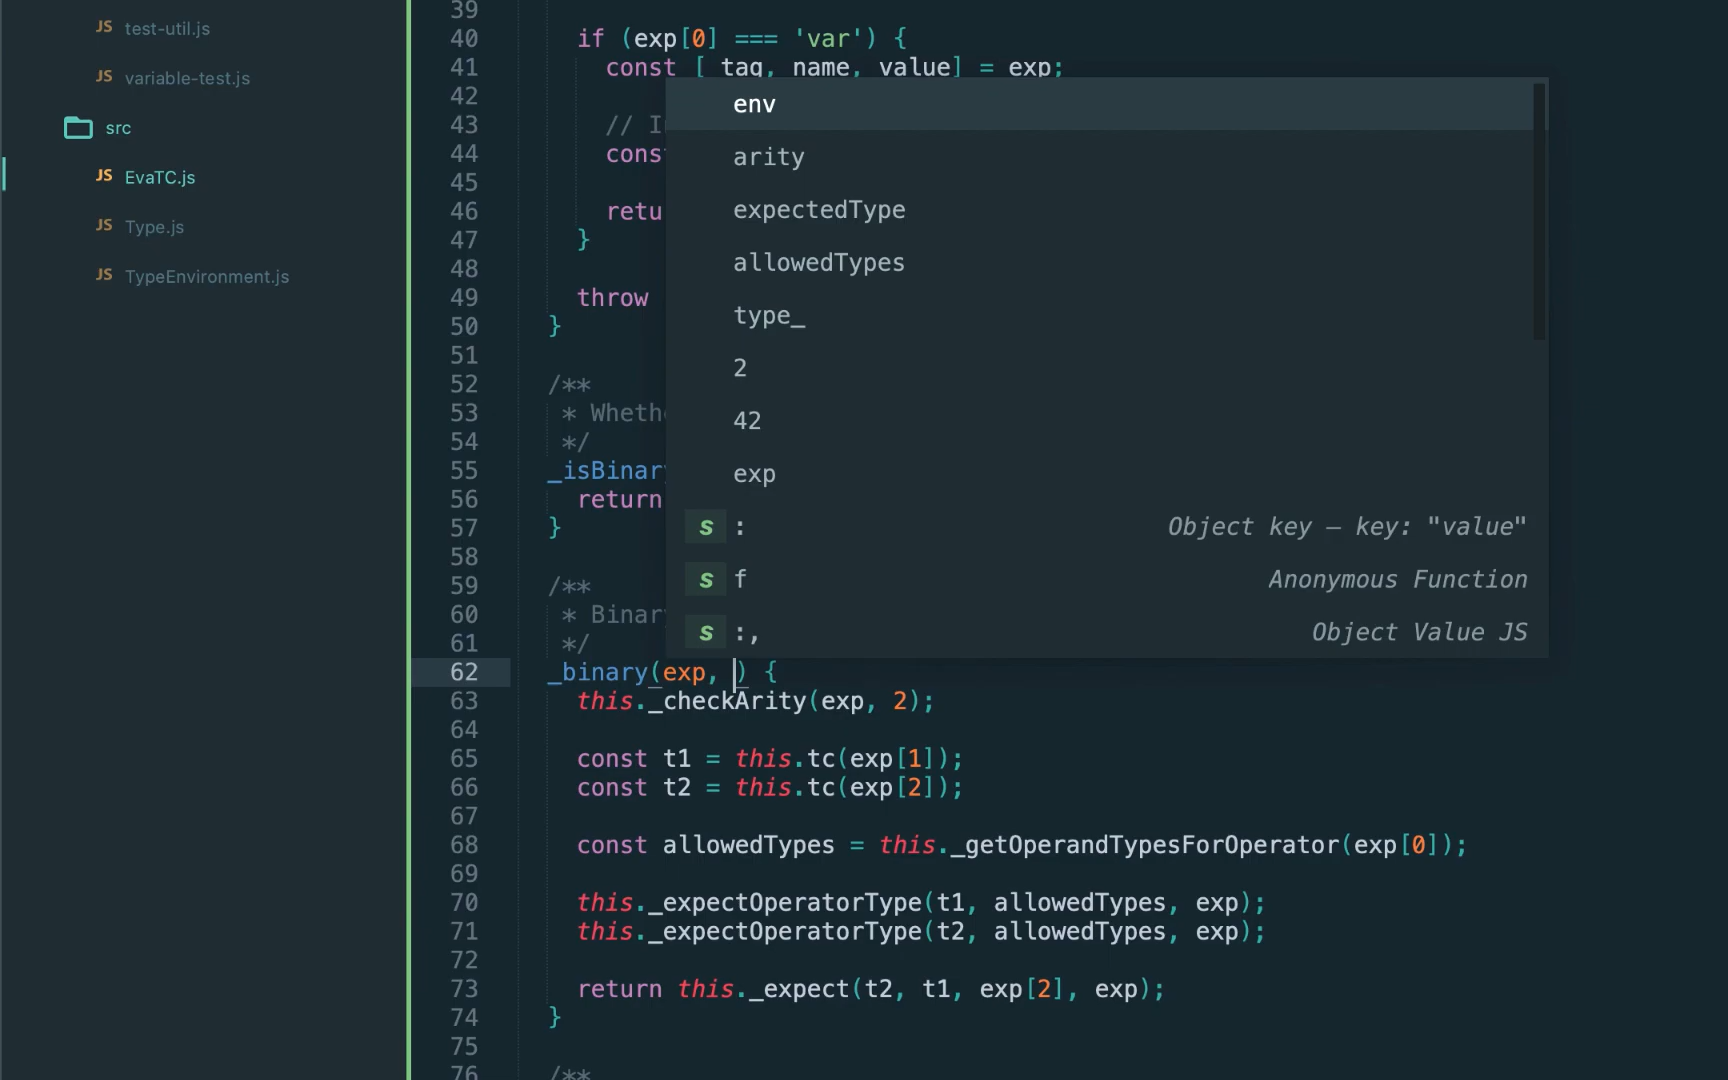 JS test-util.js
JS variable-test.js
src
JS EvaTC.js
JS Type.js
JS TypeEnvironment.js
39
40 if (exp[0] === 'var') {
41 const [_tag, name, value] = exp;
42
43 // I
44 cons
45
46 retu
47 }
48
49 throw
50 }
51
52 /**
53 * Wheth
54 */
55 _isBinar
56 return
57 }
58
59 /**
60 * Binar
61 */
62 _binary(exp, ) {
63 this._checkArity(exp, 2);
64
65 const t1 = this.tc(exp[1]);
66 const t2 = this.tc(exp[2]);
67
68 const allowedTypes = this._getOperandTypesForOperator(exp[0]);
69
70 this._expectOperatorType(t1, allowedTypes, exp);
71 this._expectOperatorType(t2, allowedTypes, exp);
72
73 return this._expect(t2, t1, exp[2], exp);
74 }
75
76 /**
env
arity
expectedType
allowedTypes
type_
2
42
exp
s : Object key — key: "value"
s f Anonymous Function
s :, Object Value JS